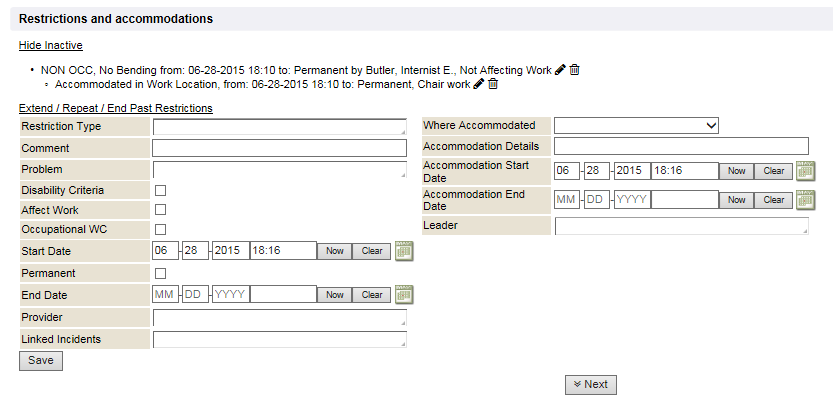 Restrictions and accommodations
Hide Inactive
• NON OCC, No Bending from: 06-28-2015 18:10 to: Permanent by Butler, Internist E., Not Affecting Work
◦ Accommodated in Work Location, from: 06-28-2015 18:10 to: Permanent, Chair work
Extend / Repeat / End Past Restrictions
Restriction Type
Comment
Problem
Disability Criteria
Affect Work
Occupational WC
Start Date 06 - 28 - 2015 18:16 Now Clear
Permanent
End Date MM - DD - YYYY Now Clear
Provider
Linked Incidents
Save
Where Accommodated
Accommodation Details
Accommodation Start
Date 06 - 28 - 2015 18:16 Now Clear
Accommodation End
Date MM - DD - YYYY Now Clear
Leader
Next